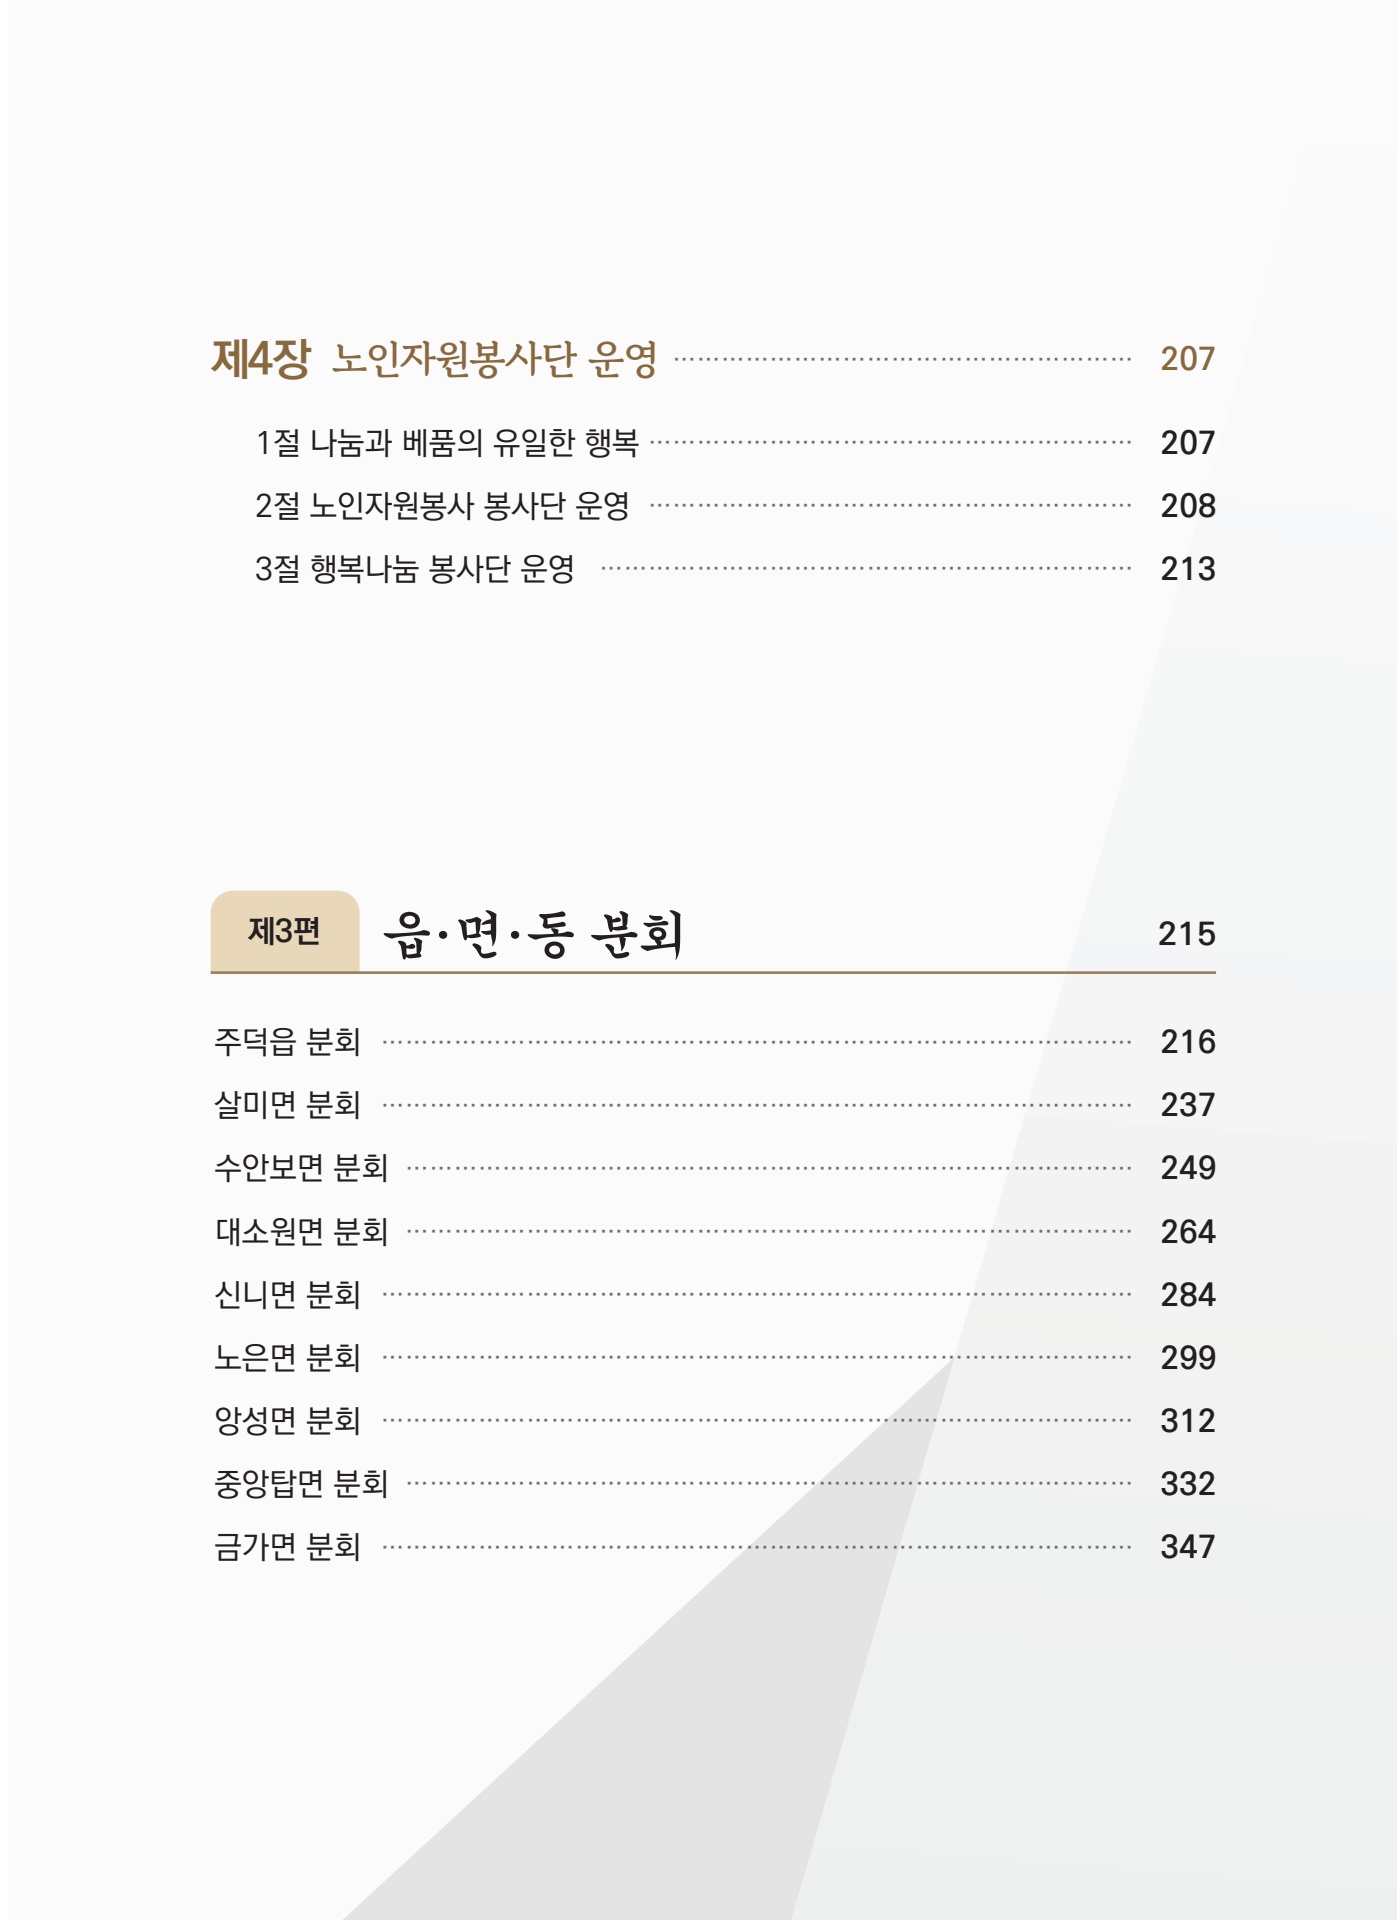 제4장 노인자원봉사단 운영 ······ 207
1절 나눔과 베품의 유일한 행복 ······ 207
2절 노인자원봉사 봉사단 운영 ······ 208
3절 행복나눔 봉사단 운영 ······ 213
제3편 읍·면·동 분회 215
주덕읍 분회 ······ 216
살미면 분회 ······ 237
수안보면 분회 ······ 249
대소원면 분회 ······ 264
신니면 분회 ······ 284
노은면 분회 ······ 299
앙성면 분회 ······ 312
중앙탑면 분회 ······ 332
금가면 분회 ······ 347